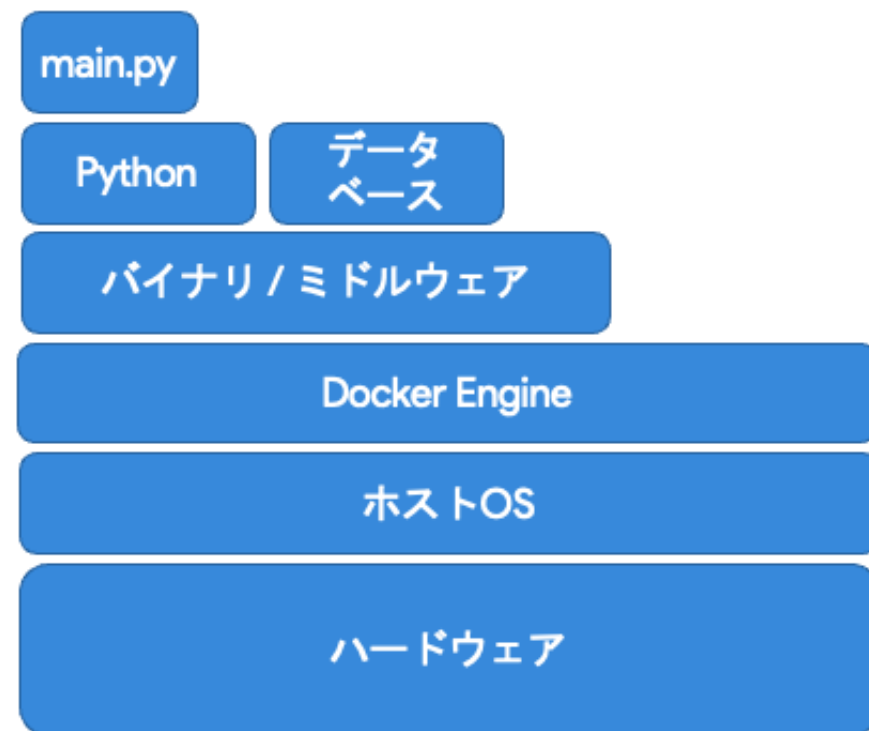 main.py
Python
データ
ベース
バイナリ / ミドルウェア
Docker Engine
ホストOS
ハードウェア